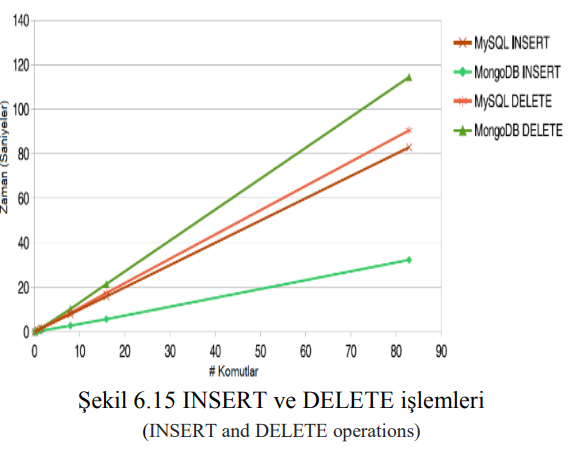 140
120
100
80
60
40
20
0
Zaman (Saniyeler)
0 10 20 30 40 50 60 70 80 90
# Komutlar
MySQL INSERT
MongoDB INSERT
MySQL DELETE
MongoDB DELETE
Şekil 6.15 INSERT ve DELETE işlemleri
(INSERT and DELETE operations)